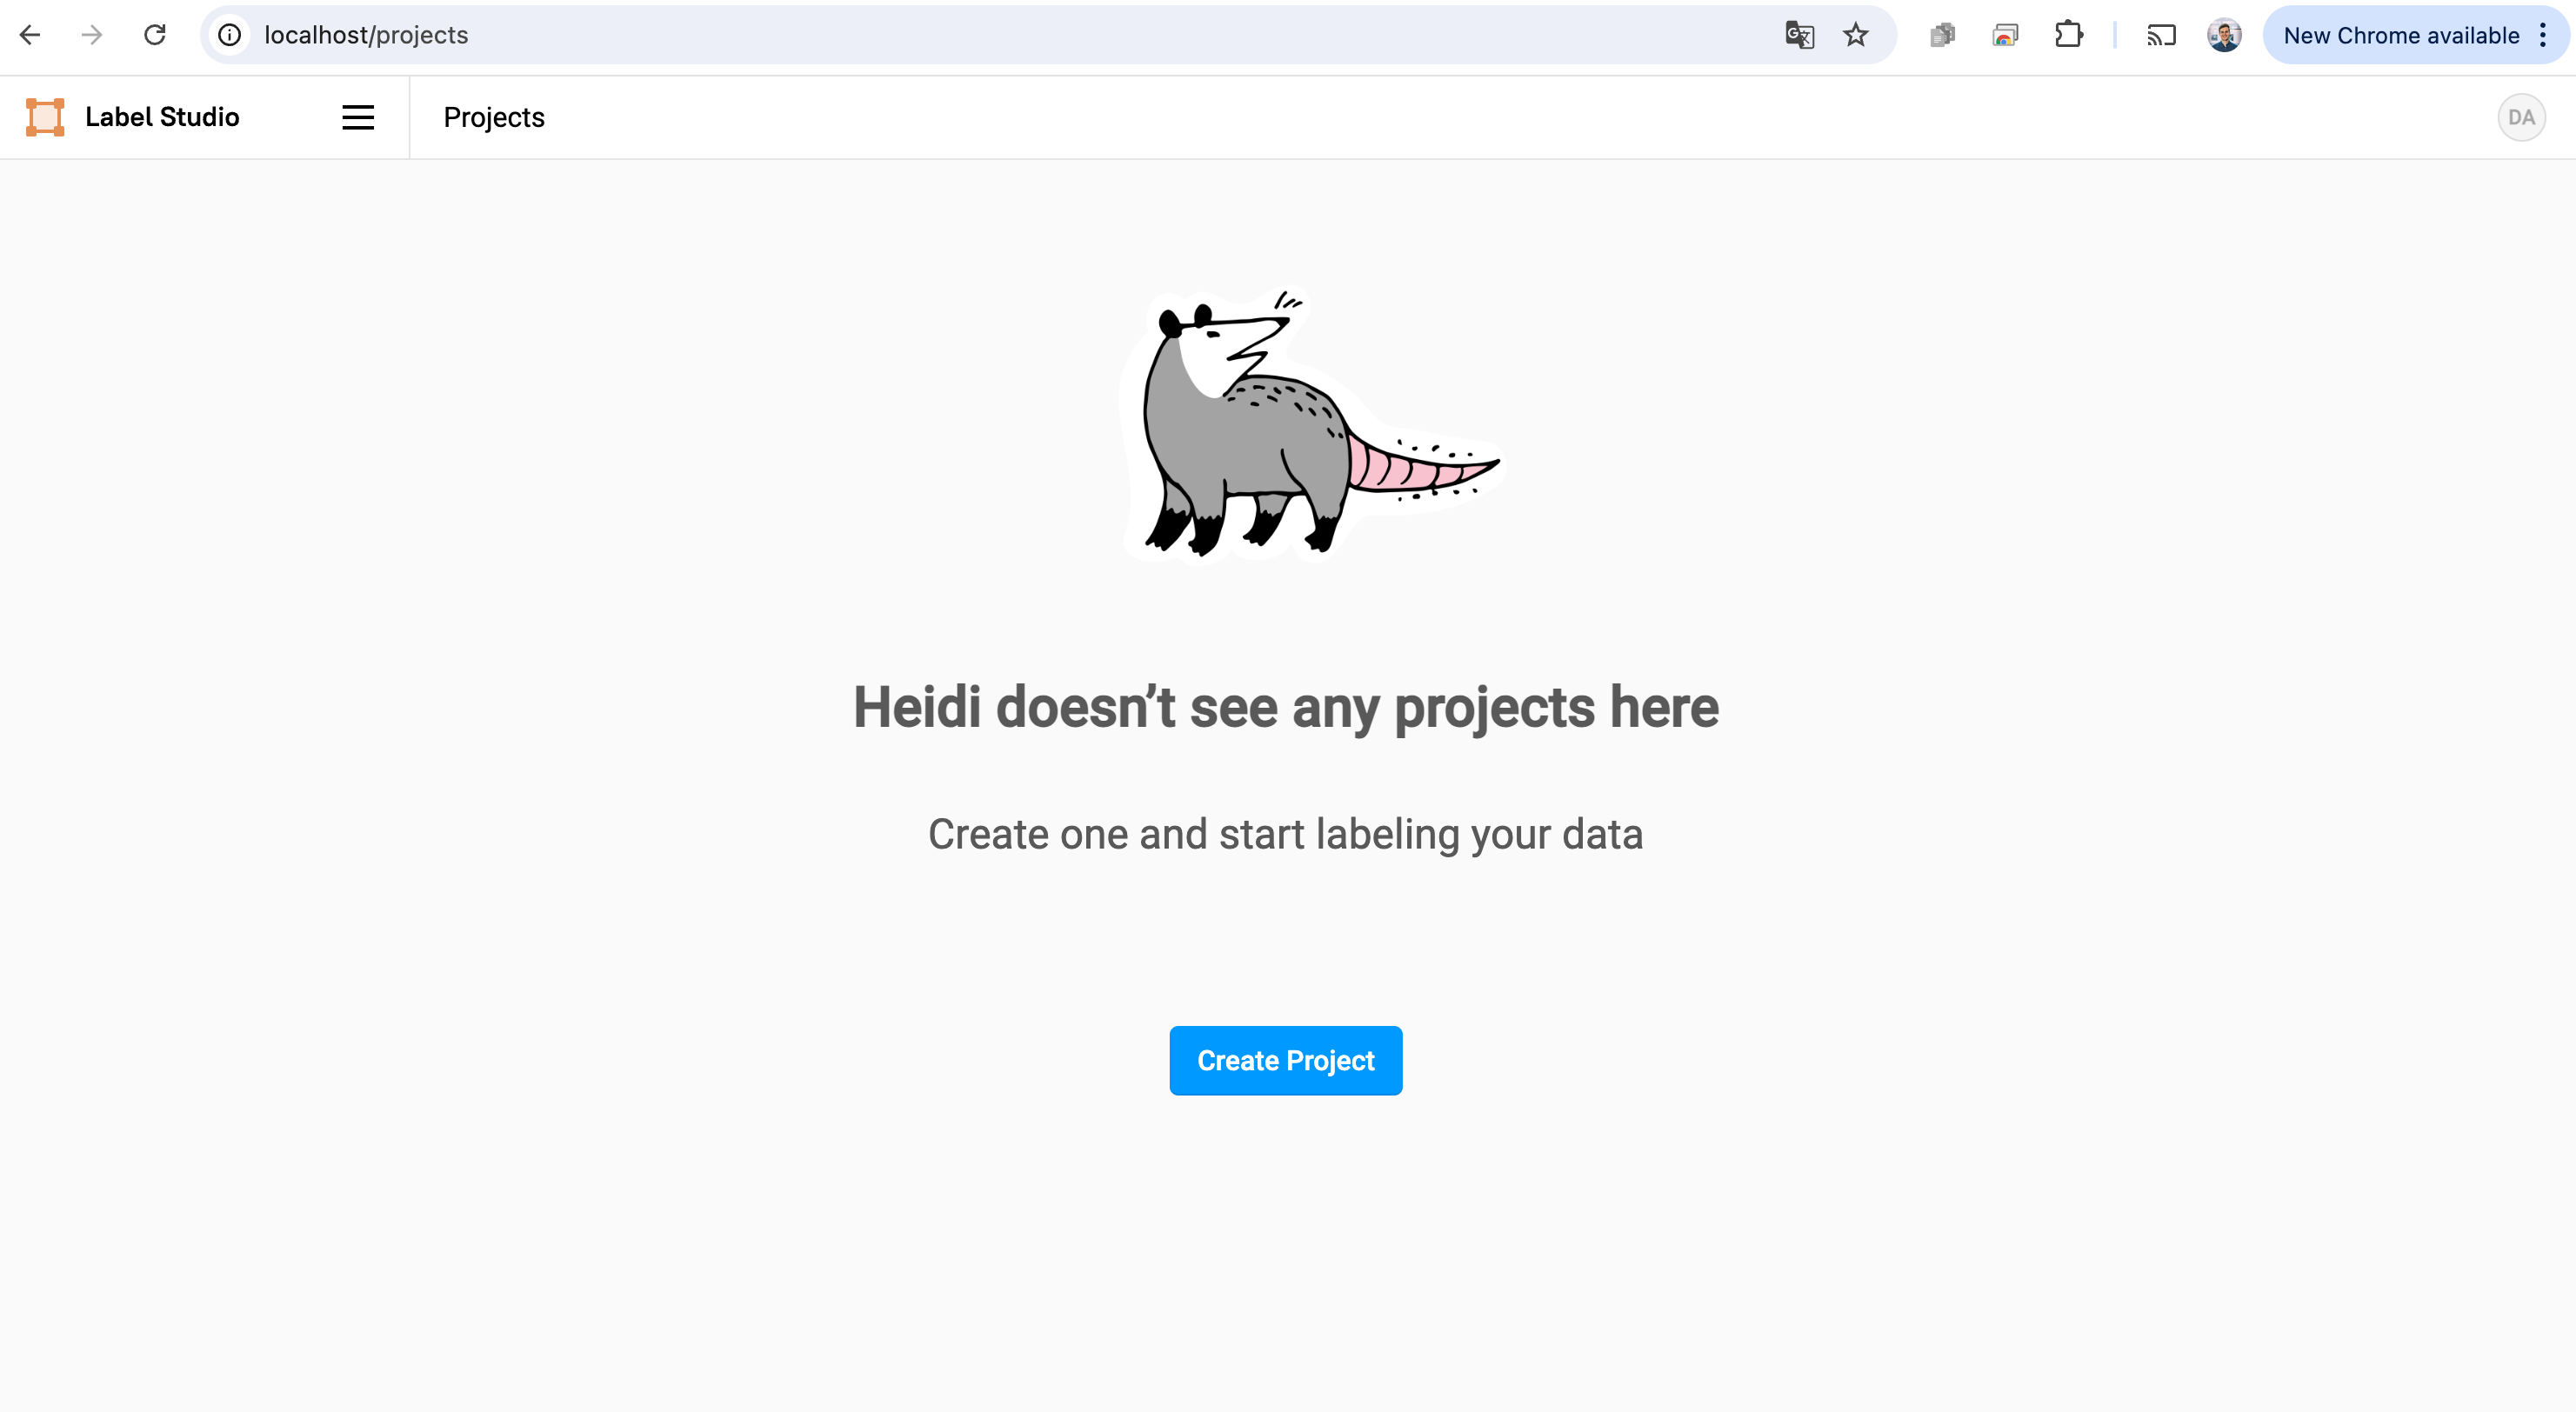 localhost/projects
New Chrome available
Label Studio
Projects
DA
Heidi doesn’t see any projects here
Create one and start labeling your data
Create Project